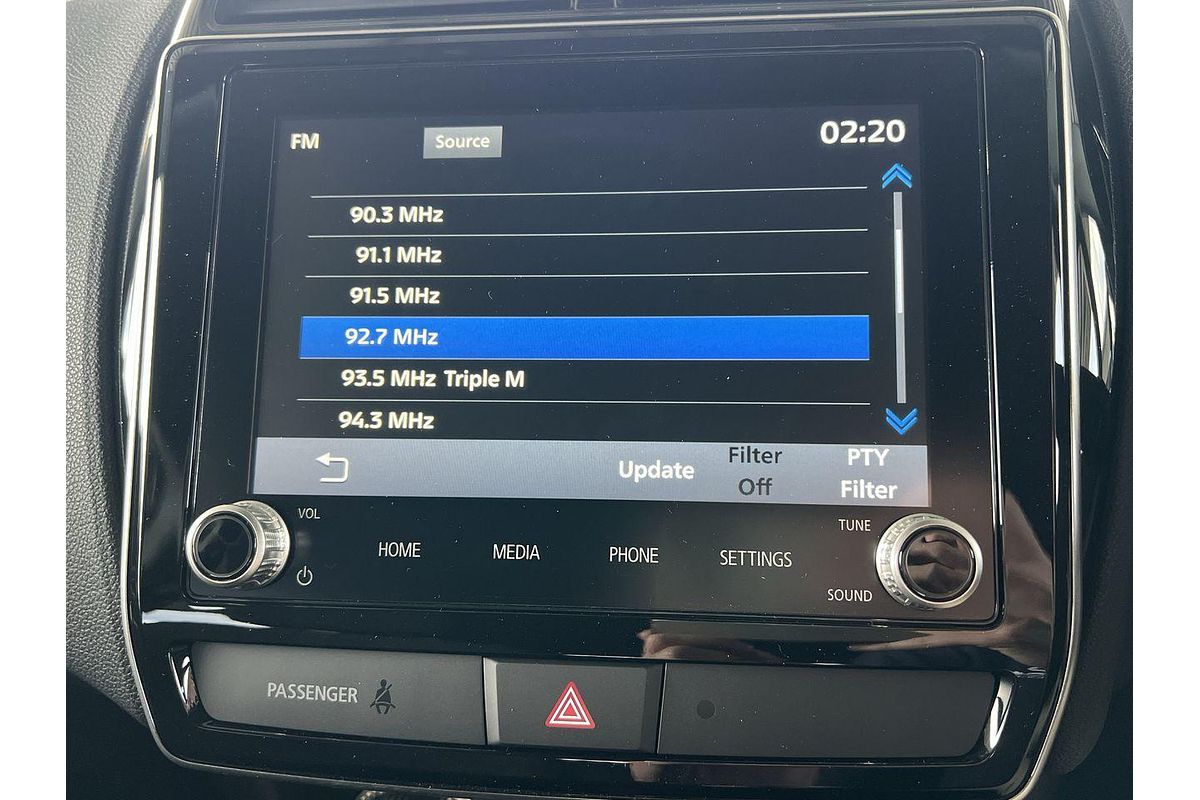 FM Source 02:20
90.3 MHz
91.1 MHz
91.5 MHz
92.7 MHz
93.5 MHz Triple M
94.3 MHz
Update Filter Off PTY Filter
VOL
TUNE
HOME MEDIA PHONE SETTINGS
SOUND
PASSENGER